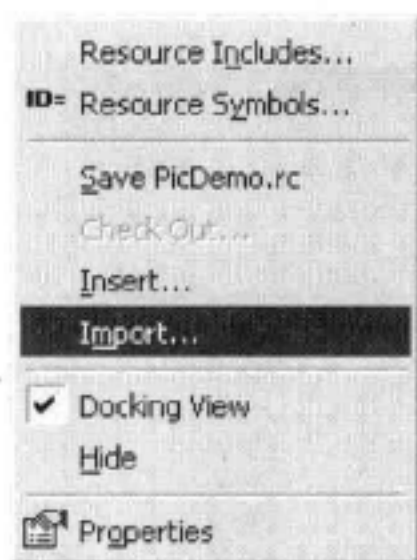 Resource Includes...
ID= Resource Symbols...
Save PicDemo.rc
Check Out...
Insert...
Import...
Docking View
Hide
Properties